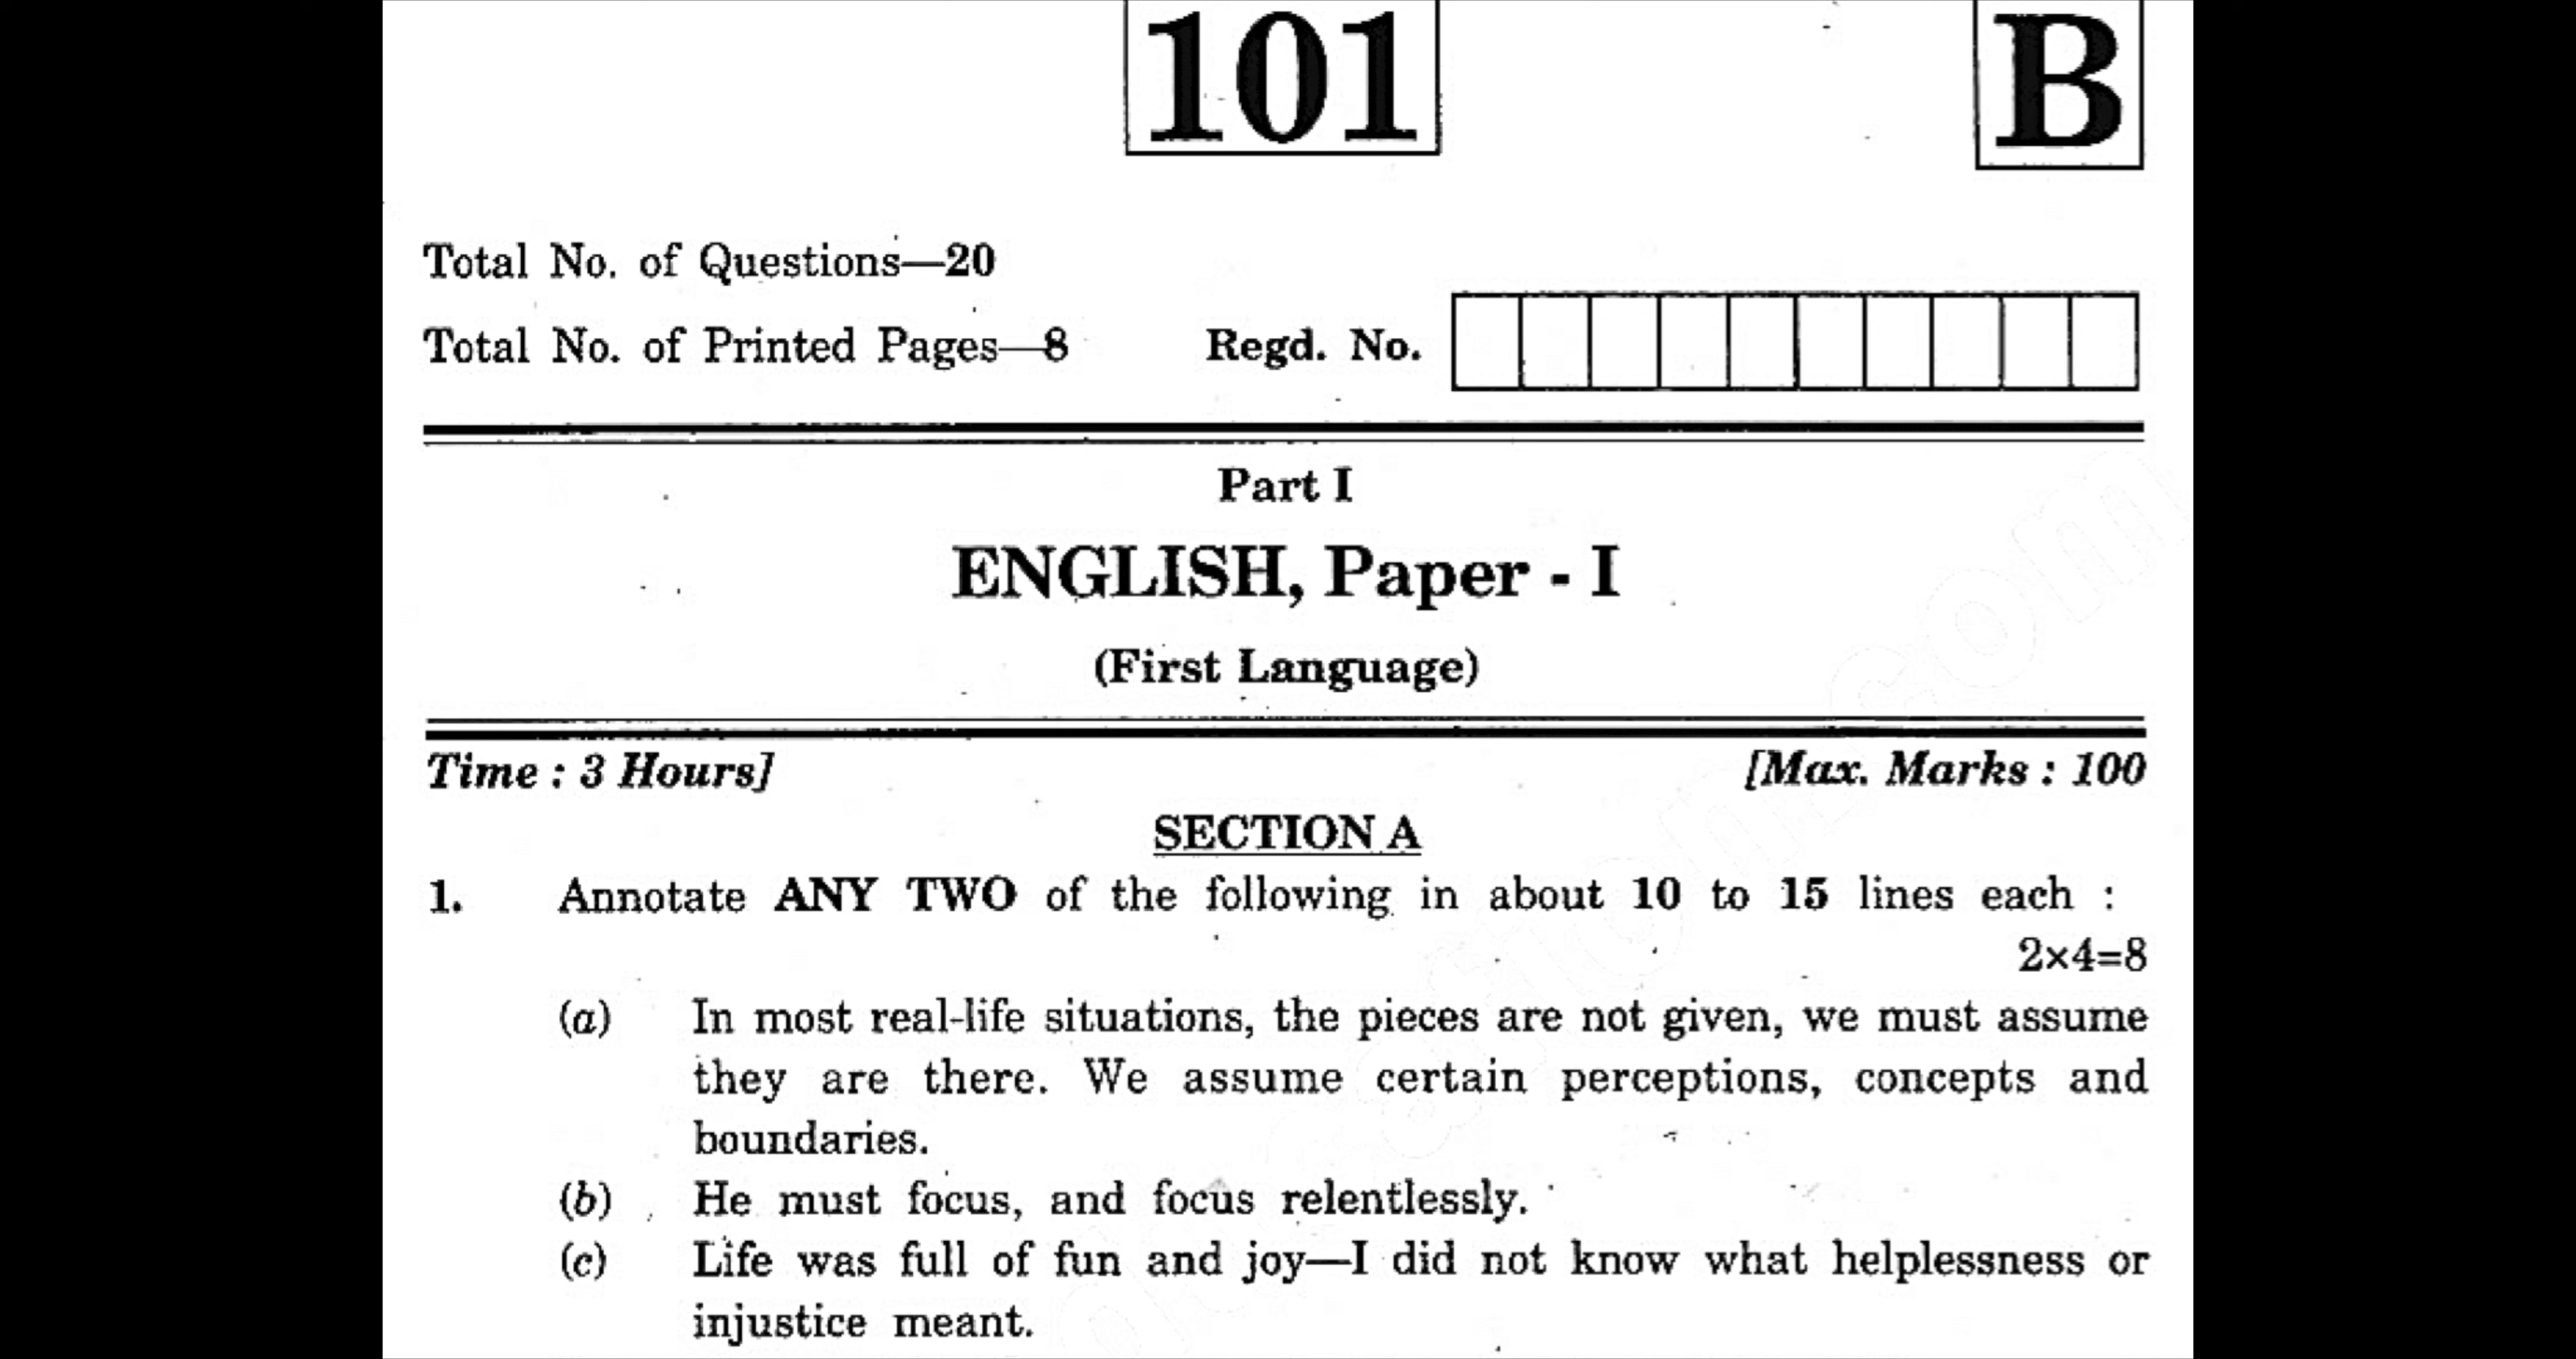 101
B
Total No. of Questions—20
Total No. of Printed Pages—8
Regd. No.
Part I
ENGLISH, Paper - I
(First Language)
Time : 3 Hours]
[Max. Marks : 100
SECTION A
1. Annotate ANY TWO of the following in about 10 to 15 lines each :
2×4=8
(a) In most real-life situations, the pieces are not given, we must assume
they are there. We assume certain perceptions, concepts and
boundaries.
(b) He must focus, and focus relentlessly.
(c) Life was full of fun and joy—I did not know what helplessness or
injustice meant.